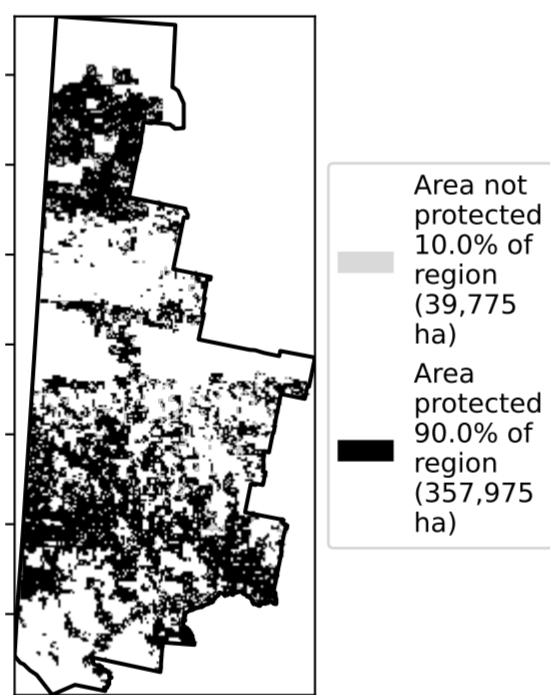 Area not
protected
10.0% of
region
(39,775
ha)
Area
protected
90.0% of
region
(357,975
ha)